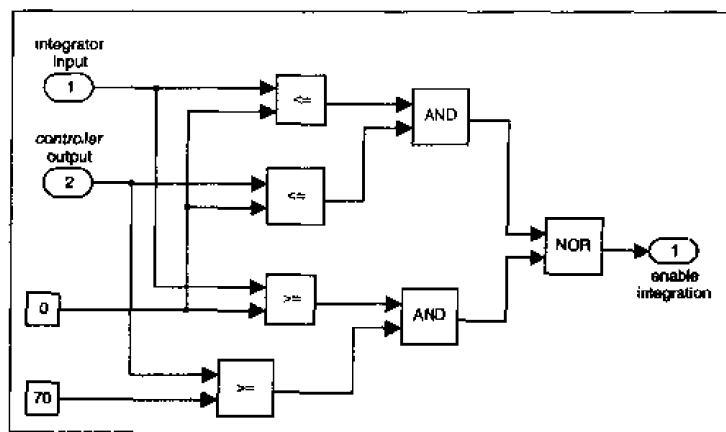 integrator
input
1
<=
AND
controller
output
2
<=
NOR
1
enable
integration
0
>=
AND
70
>=